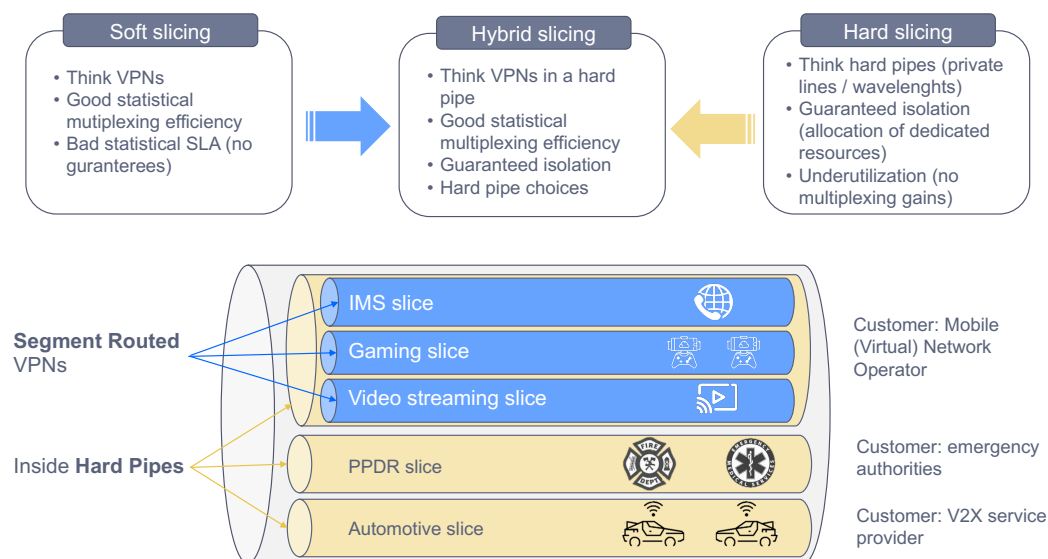 Soft slicing
• Think VPNs
• Good statistical
mutiplexing efficiency
• Bad statistical SLA (no
guranterees)
Hybrid slicing
• Think VPNs in a hard
pipe
• Good statistical
multiplexing efficiency
• Guaranteed isolation
• Hard pipe choices
Hard slicing
• Think hard pipes (private
lines / wavelenghts)
• Guaranteed isolation
(allocation of dedicated
resources)
• Underutilization (no
multiplexing gains)
Segment Routed
VPNs
Inside Hard Pipes
IMS slice
Gaming slice
Video streaming slice
PPDR slice
FIRE
DEPT
EMERGENCY
MEDICAL SERVICES
Automotive slice
Customer: Mobile
(Virtual) Network
Operator
Customer: emergency
authorities
Customer: V2X service
provider